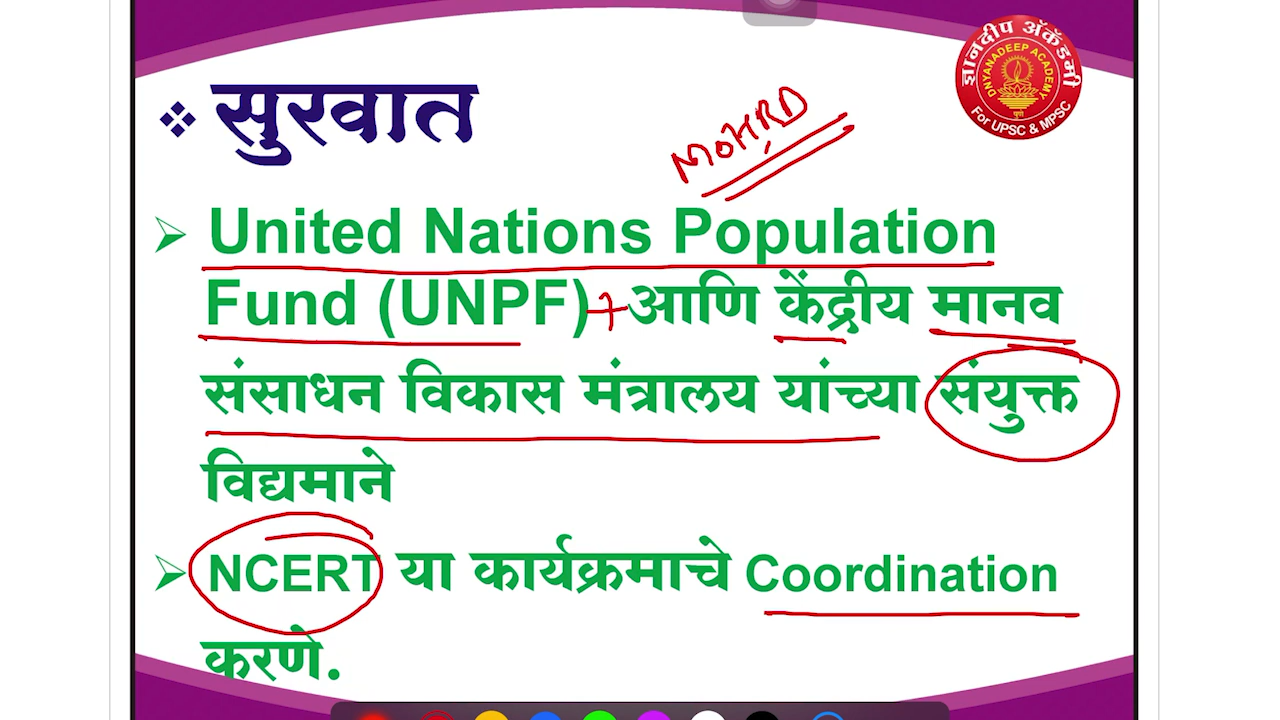 सुरवात
MOHRD
ज्ञानदीप अ‍ॅकॅडमी
DNYANADEEP ACADEMY
For UPSC & MPSC
United Nations Population
Fund (UNPF)+आणि केंद्रीय मानव
संसाधन विकास मंत्रालय यांच्या संयुक्त
विद्यमाने
NCERT या कार्यक्रमाचे Coordination
करणे.